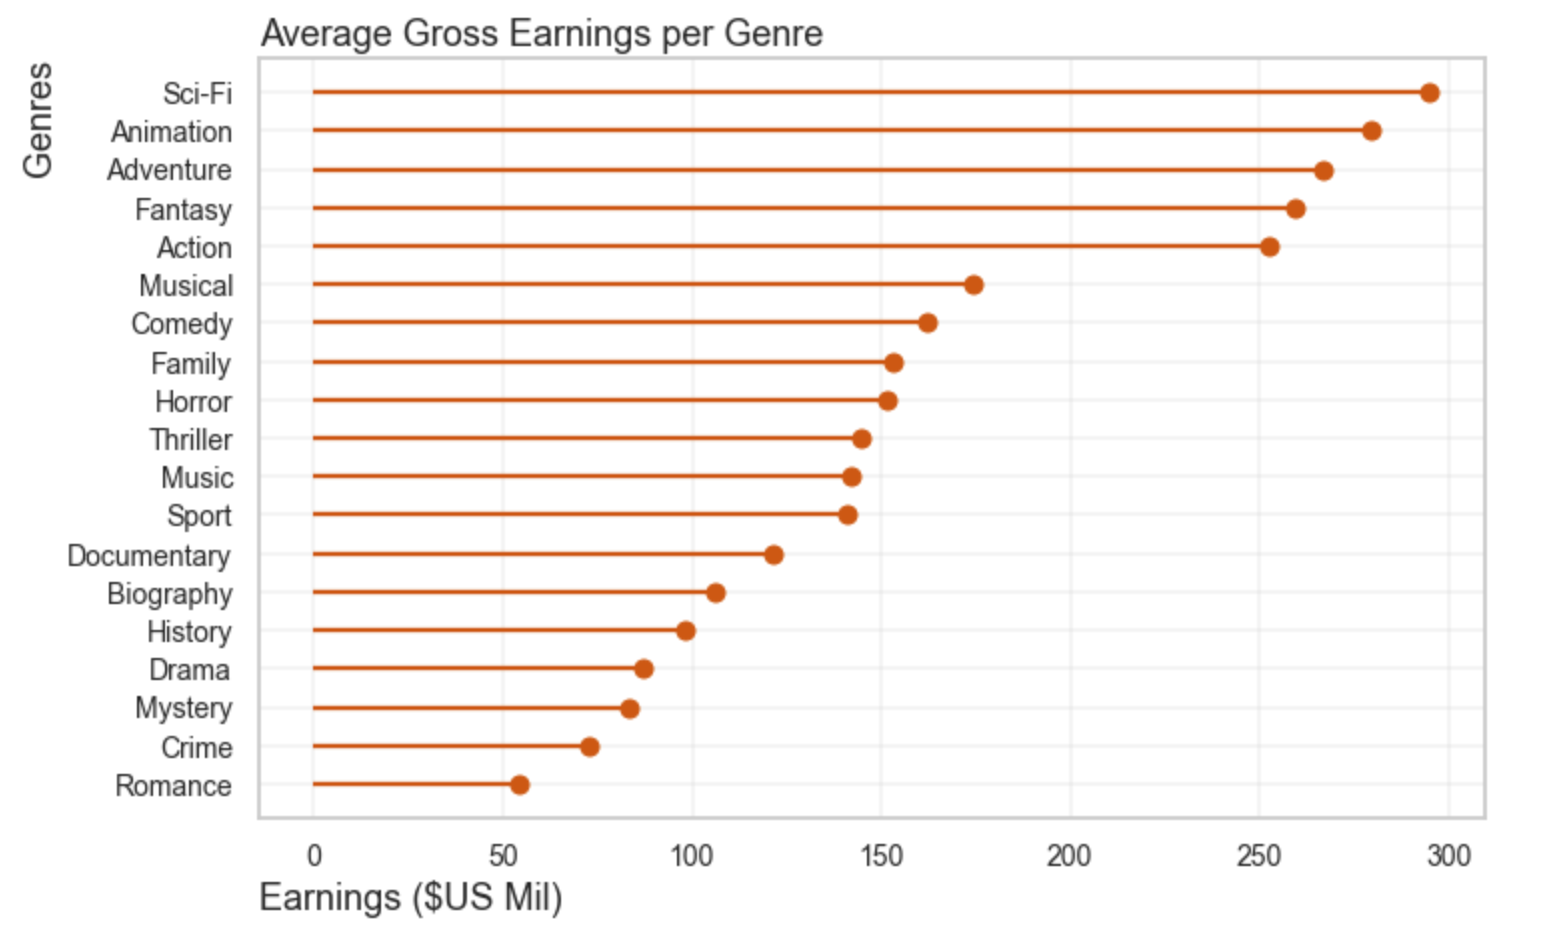 Average Gross Earnings per Genre
Genres
Sci-Fi
Animation
Adventure
Fantasy
Action
Musical
Comedy
Family
Horror
Thriller
Music
Sport
Documentary
Biography
History
Drama
Mystery
Crime
Romance
0 50 100 150 200 250 300
Earnings ($US Mil)